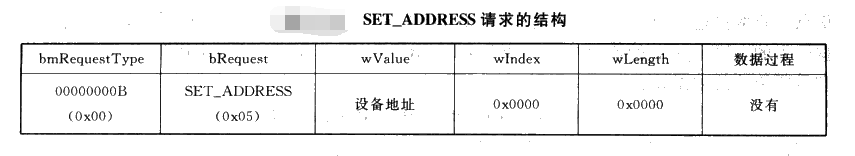 SET_ADDRESS 请求的结构
bmRequestType bRequest wValue wIndex wLength 数据过程
00000000B SET_ADDRESS 设备地址 0x0000 0x0000 没有
(0x00) (0x05)